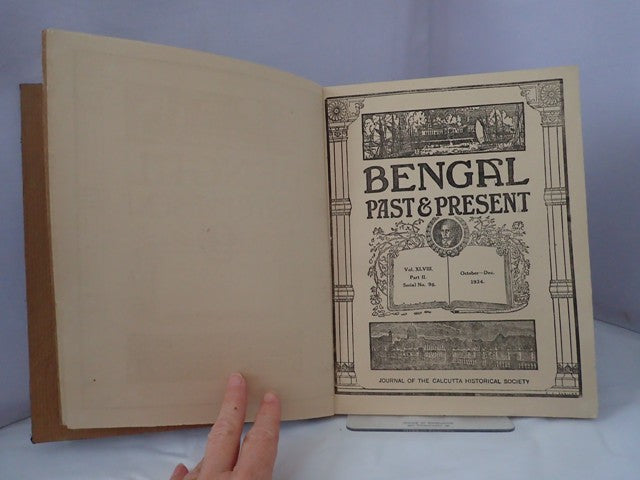 BENGAL
PAST & PRESENT
Vol. XLVIII.
Part II.
Serial No. 96.
October—Dec.
1934.
JOURNAL OF THE CALCUTTA HISTORICAL SOCIETY